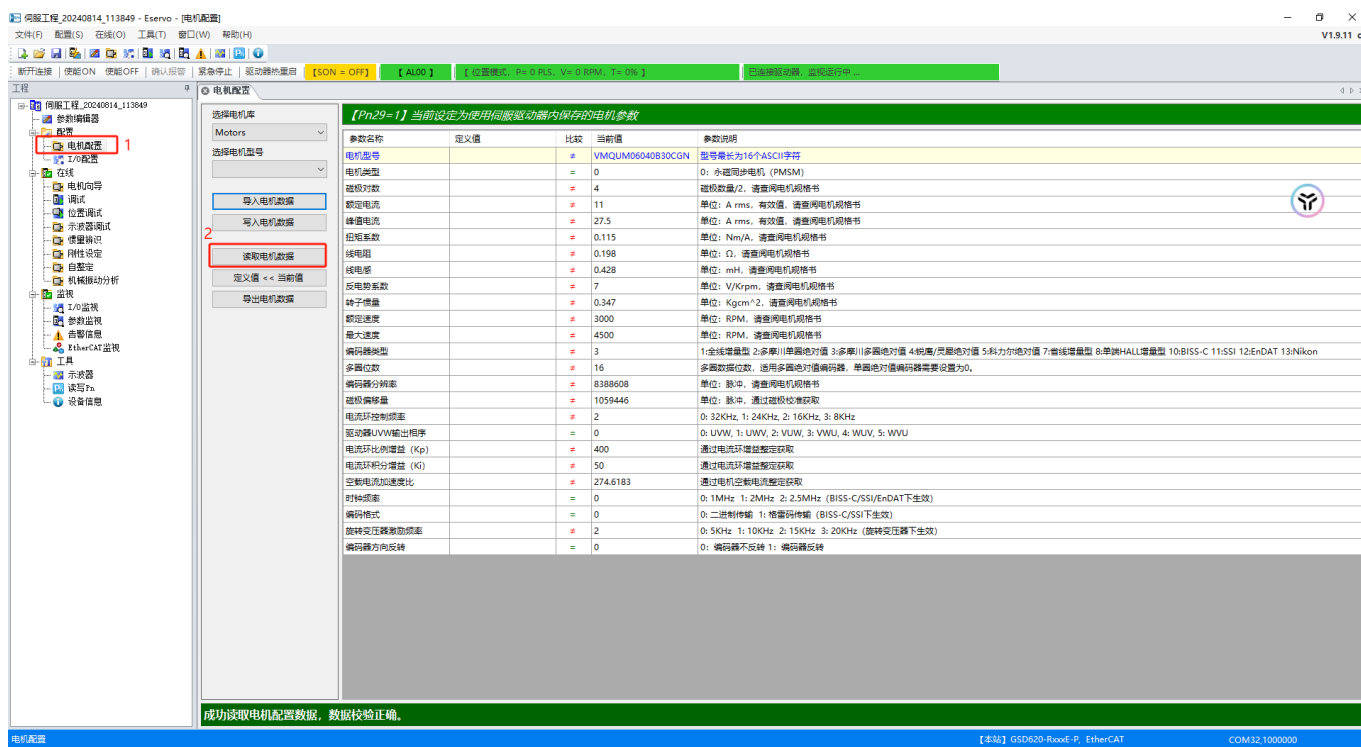 伺服工程_20240814_113849 - Eservo - [电机配置]
文件(F) 配置(S) 在线(O) 工具(T) 窗口(W) 帮助(H)
V1.9.11
断开连接 使能ON 使能OFF 确认报警 紧急停止 驱动器热重启 【SON = OFF】 【 AL00 】 【 位置模式, P= 0 PLS, V= 0 RPM, T= 0% 】 已连接驱动器, 监视运行中 ...
工程
伺服工程_20240814_113849
参数编辑器
配置
电机配置 1
I/O配置
在线
电机向导
调试
位置调试
示波器调试
惯量辨识
刚性设定
自整定
机械振动分析
监视
I/O监视
参数监视
告警信息
EtherCAT监视
工具
示波器
读写Pn
设备信息
电机配置
选择电机库
Motors
选择电机型号
导入电机数据
写入电机数据
2
读取电机数据
定义值 << 当前值
导出电机数据
【Pn29=1】当前设定为使用伺服驱动器内保存的电机参数
参数名称 定义值 比较 当前值 参数说明
电机型号 ≠ VMQUM06040B30CGN 型号最长为16个ASCII字符
电机类型 = 0 0: 永磁同步电机 (PMSM)
磁极对数 ≠ 4 磁极数量/2, 请查阅电机规格书
额定电流 ≠ 11 单位: A rms, 有效值, 请查阅电机规格书
峰值电流 ≠ 27.5 单位: A rms, 有效值, 请查阅电机规格书
扭矩系数 ≠ 0.115 单位: Nm/A, 请查阅电机规格书
线电阻 ≠ 0.198 单位: Ω, 请查阅电机规格书
线电感 ≠ 0.428 单位: mH, 请查阅电机规格书
反电势系数 ≠ 7 单位: V/Krpm, 请查阅电机规格书
转子惯量 ≠ 0.347 单位: Kgcm^2, 请查阅电机规格书
额定速度 ≠ 3000 单位: RPM, 请查阅电机规格书
最大速度 ≠ 4500 单位: RPM, 请查阅电机规格书
编码器类型 ≠ 3 1:全线增量型 2:多摩川单圈绝对值 3:多摩川多圈绝对值 4:锐鹰/灵犀绝对值 5:科力尔绝对值 7:省线增量型 8:单端HALL增量型 10:BISS-C 11:SSI 12:EnDAT 13:Nikon
多圈位数 ≠ 16 多圈数据位数, 适用多圈绝对值编码器, 单圈绝对值编码器需要设置为0。
编码器分辨率 ≠ 8388608 单位: 脉冲, 请查阅电机规格书
磁极偏移量 ≠ 1059446 单位: 脉冲, 通过磁极校准获取
电流环控制频率 ≠ 2 0: 32KHz, 1: 24KHz, 2: 16KHz, 3: 8KHz
驱动器UVW输出相序 = 0 0: UVW, 1: UWV, 2: VUW, 3: VWU, 4: WUV, 5: WVU
电流环比例增益 (Kp) ≠ 400 通过电流环增益整定获取
电流环积分增益 (Ki) ≠ 50 通过电流环增益整定获取
空载电流加速度比 ≠ 274.6183 通过电机空载电流整定获取
时钟频率 = 0 0: 1MHz 1: 2MHz 2: 2.5MHz (BISS-C/SSI/EnDAT下生效)
编码格式 = 0 0: 二进制传输 1: 格雷码传输 (BISS-C/SSI下生效)
旋转变压器激励频率 ≠ 2 0: 5KHz 1: 10KHz 2: 15KHz 3: 20KHz (旋转变压器下生效)
编码器方向反转 = 0 0: 编码器不反转 1: 编码器反转
成功读取电机配置数据, 数据校验正确。
电机配置 【本站】GSD620-RxxxE-P, EtherCAT COM32,1000000